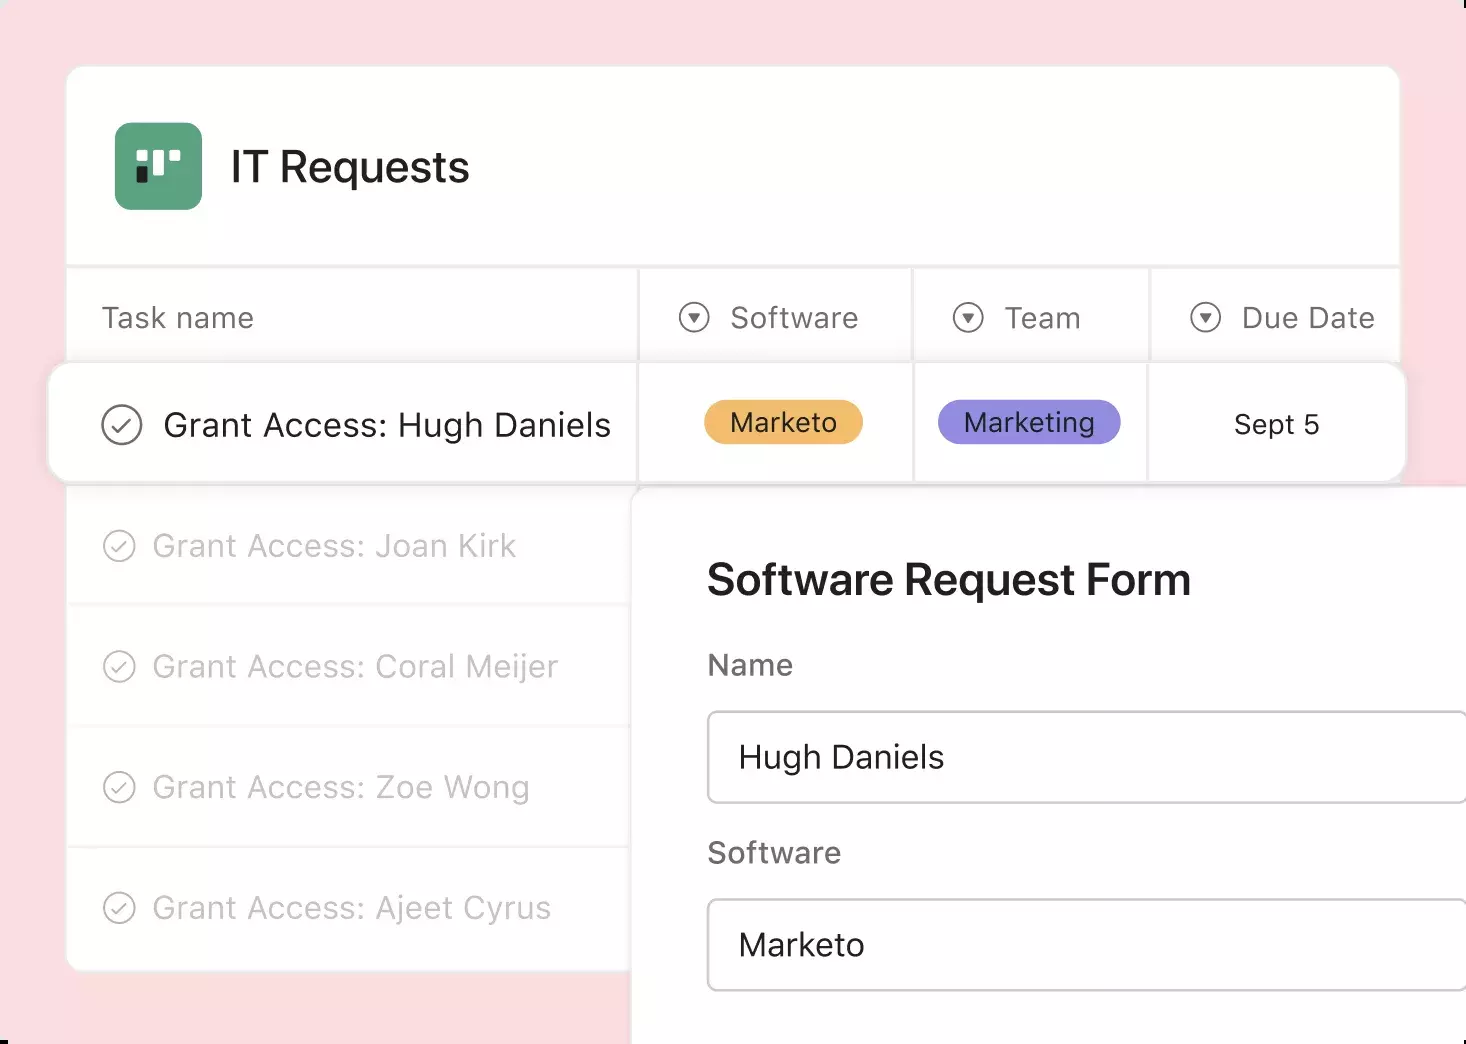 IT Requests
Task name Software Team Due Date
Grant Access: Hugh Daniels Marketo Marketing Sept 5
Grant Access: Joan Kirk
Grant Access: Coral Meijer
Grant Access: Zoe Wong
Grant Access: Ajeet Cyrus
Software Request Form
Name
Hugh Daniels
Software
Marketo